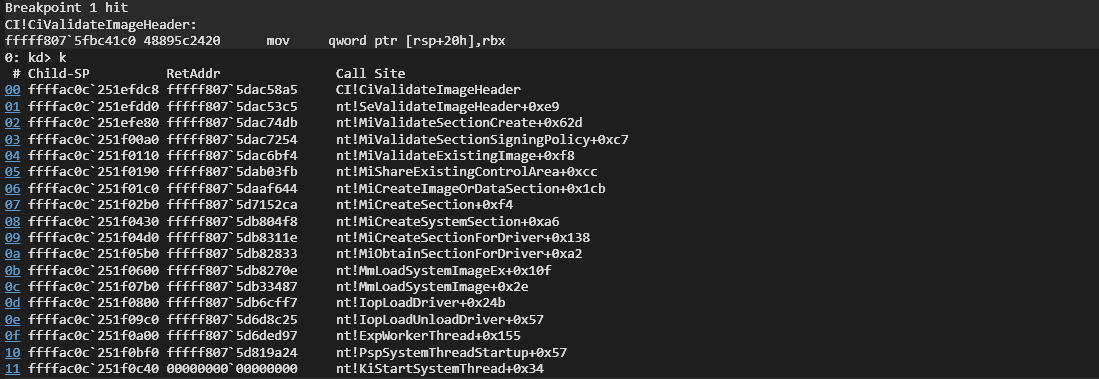 Breakpoint 1 hit
CI!CiValidateImageHeader:
fffff807`5fbc41c0 48895c2420      mov     qword ptr [rsp+20h],rbx
0: kd> k
 # Child-SP          RetAddr               Call Site
00 ffffac0c`251efdc8 fffff807`5dac58a5     CI!CiValidateImageHeader
01 ffffac0c`251efdd0 fffff807`5dac53c5     nt!SeValidateImageHeader+0xe9
02 ffffac0c`251efe80 fffff807`5dac74db     nt!MiValidateSectionCreate+0x62d
03 ffffac0c`251f00a0 fffff807`5dac7254     nt!MiValidateSectionSigningPolicy+0xc7
04 ffffac0c`251f0110 fffff807`5dac6bf4     nt!MiValidateExistingImage+0xf8
05 ffffac0c`251f0190 fffff807`5dab03fb     nt!MiShareExistingControlArea+0xcc
06 ffffac0c`251f01c0 fffff807`5daaf644     nt!MiCreateImageOrDataSection+0x1cb
07 ffffac0c`251f02b0 fffff807`5d7152ca     nt!MiCreateSection+0xf4
08 ffffac0c`251f0430 fffff807`5db804f8     nt!MiCreateSystemSection+0xa6
09 ffffac0c`251f04d0 fffff807`5db8311e     nt!MiCreateSectionForDriver+0x138
0a ffffac0c`251f05b0 fffff807`5db82833     nt!MiObtainSectionForDriver+0xa2
0b ffffac0c`251f0600 fffff807`5db8270e     nt!MmLoadSystemImageEx+0x10f
0c ffffac0c`251f07b0 fffff807`5db33487     nt!MmLoadSystemImage+0x2e
0d ffffac0c`251f0800 fffff807`5db6cff7     nt!IopLoadDriver+0x24b
0e ffffac0c`251f09c0 fffff807`5d6d8c25     nt!IopLoadUnloadDriver+0x57
0f ffffac0c`251f0a00 fffff807`5d6ded97     nt!ExpWorkerThread+0x155
10 ffffac0c`251f0bf0 fffff807`5d819a24     nt!PspSystemThreadStartup+0x57
11 ffffac0c`251f0c40 00000000`00000000     nt!KiStartSystemThread+0x34